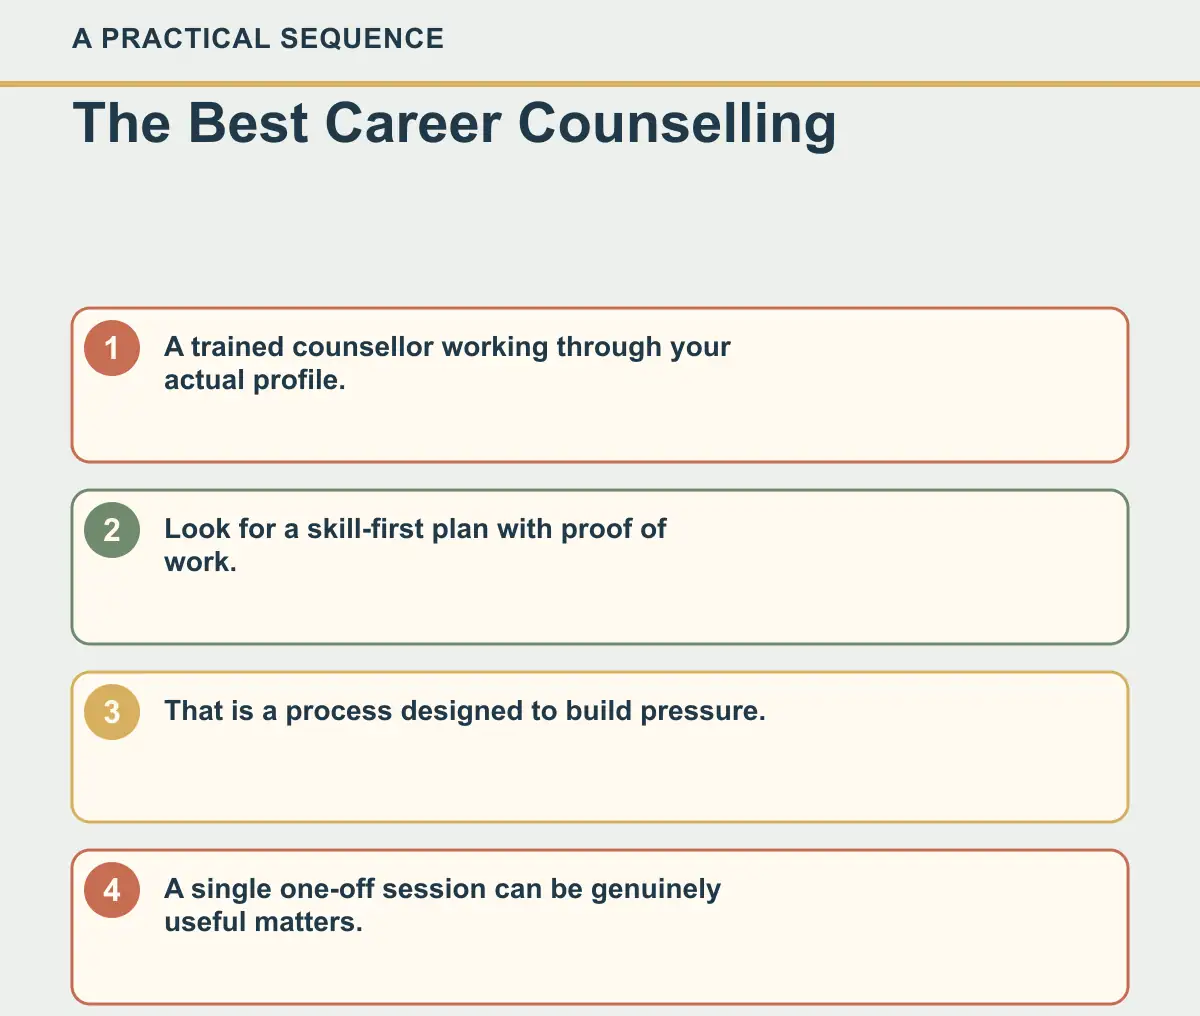 A PRACTICAL SEQUENCE
The Best Career Counselling
1
A trained counsellor working through your
actual profile.
2
Look for a skill-first plan with proof of
work.
3
That is a process designed to build pressure.
4
A single one-off session can be genuinely
useful matters.